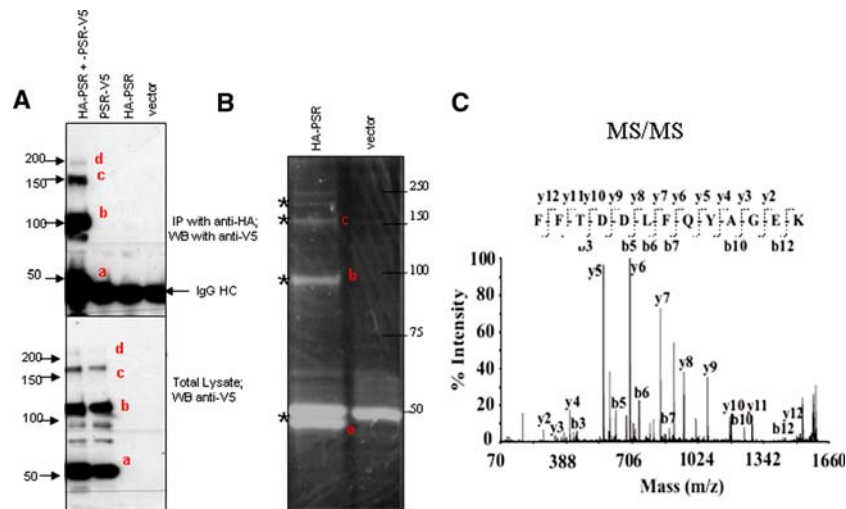 A
HA-PSR + -PSR-V5
PSR-V5
HA-PSR
vector
200
150
100
50
d
c
b
a
IP with anti-HA;
WB with anti-V5
IgG HC
200
150
100
50
d
c
b
a
Total Lysate;
WB anti-V5
B
HA-PSR
vector
*
*
*
*
c
b
a
250
150
100
75
50
C
MS/MS
y12 y11 y10 y9 y8 y7 y6 y5 y4 y3 y2
F F T D D L F Q Y A G E K
b3 b5 b6 b7 b10 b12
% Intensity
100
80
60
40
20
0
y2
y3
y4
b3
y5
b5
y6
b6
y7
b7
y8
y9
y10
b10
y11
b12
y12
70 388 706 1024 1342 1660
Mass (m/z)